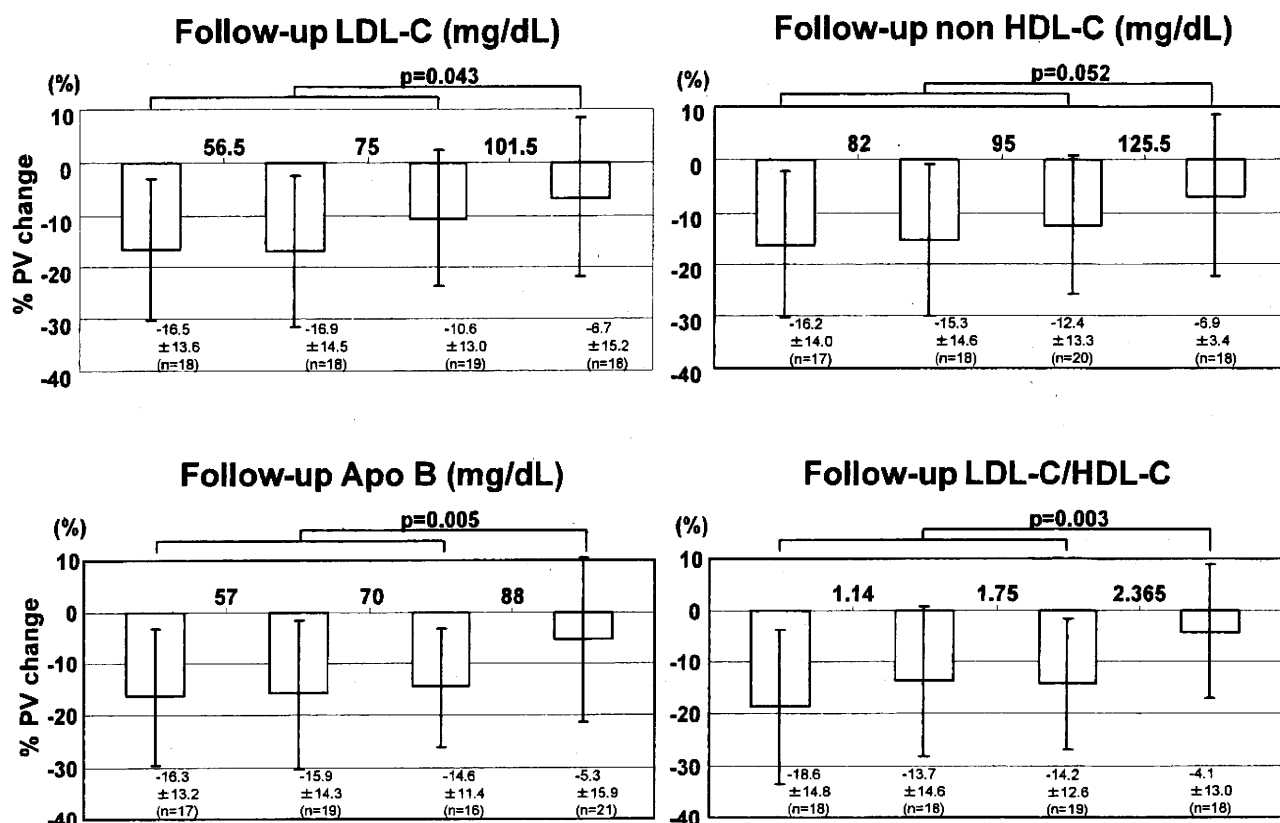 Follow-up LDL-C (mg/dL)
(%)
p=0.043
% PV change
10
0
-10
-20
-30
-40
56.5
75
101.5
-16.5
±13.6
(n=18)
-16.9
±14.5
(n=18)
-10.6
±13.0
(n=19)
-6.7
±15.2
(n=18)
Follow-up non HDL-C (mg/dL)
(%)
p=0.052
10
0
-10
-20
-30
-40
82
95
125.5
-16.2
±14.0
(n=17)
-15.3
±14.6
(n=18)
-12.4
±13.3
(n=20)
-6.9
±3.4
(n=18)
Follow-up Apo B (mg/dL)
(%)
p=0.005
% PV change
10
0
-10
-20
-30
-40
57
70
88
-16.3
±13.2
(n=17)
-15.9
±14.3
(n=19)
-14.6
±11.4
(n=16)
-5.3
±15.9
(n=21)
Follow-up LDL-C/HDL-C
(%)
p=0.003
10
0
-10
-20
-30
-40
1.14
1.75
2.365
-18.6
±14.8
(n=18)
-13.7
±14.6
(n=18)
-14.2
±12.6
(n=19)
-4.1
±13.0
(n=18)